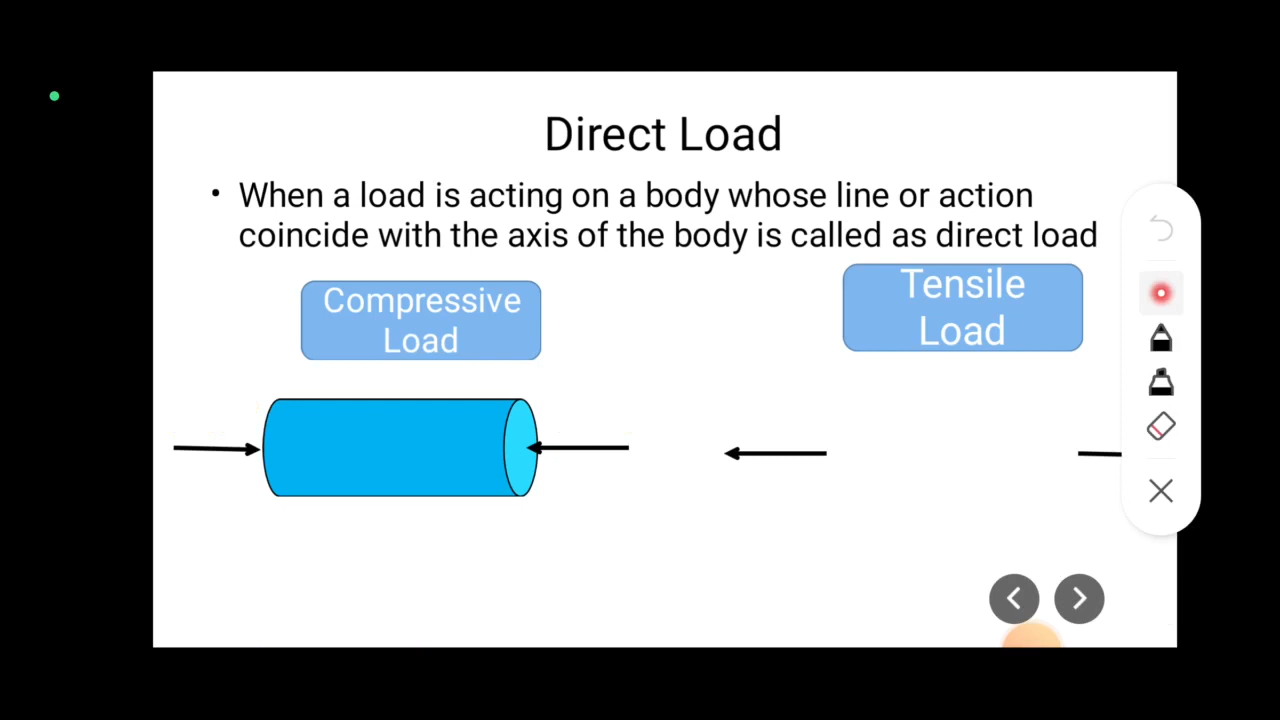 Direct Load
• When a load is acting on a body whose line or action
coincide with the axis of the body is called as direct load
Compressive
Load
Tensile
Load